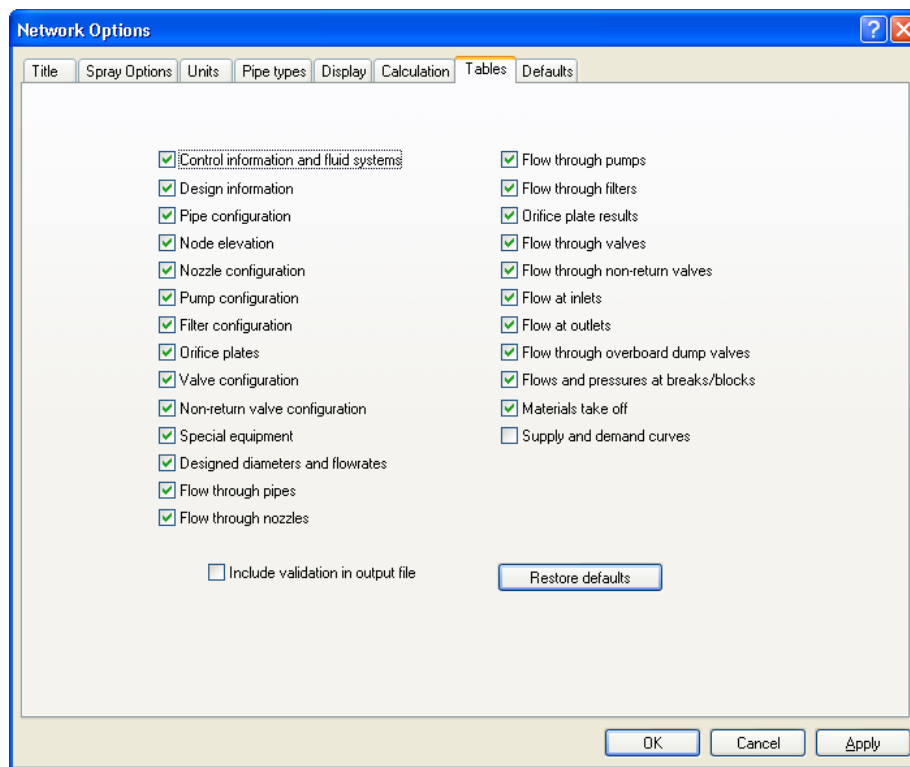 Network Options
Title Spray Options Units Pipe types Display Calculation Tables Defaults
Control information and fluid systems
Design information
Pipe configuration
Node elevation
Nozzle configuration
Pump configuration
Filter configuration
Orifice plates
Valve configuration
Non-return valve configuration
Special equipment
Designed diameters and flowrates
Flow through pipes
Flow through nozzles
Flow through pumps
Flow through filters
Orifice plate results
Flow through valves
Flow through non-return valves
Flow at inlets
Flow at outlets
Flow through overboard dump valves
Flows and pressures at breaks/blocks
Materials take off
Supply and demand curves
Include validation in output file
Restore defaults
OK Cancel Apply